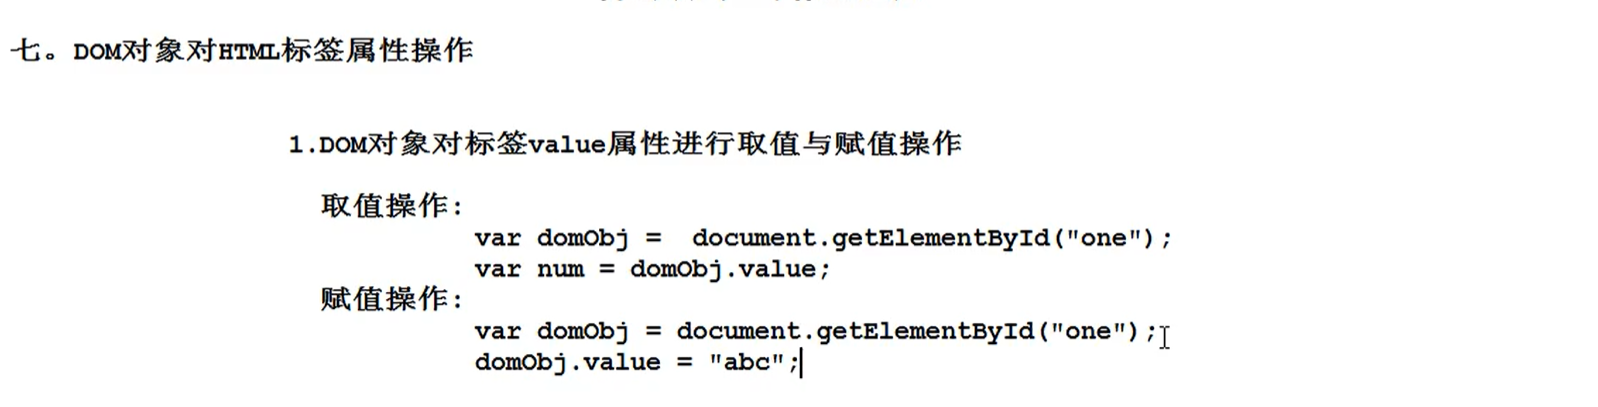 七。DOM对象对HTML标签属性操作
1.DOM对象对标签value属性进行取值与赋值操作
取值操作:
var domObj =  document.getElementById("one");
var num = domObj.value;
赋值操作:
var domObj = document.getElementById("one");
domObj.value = "abc";